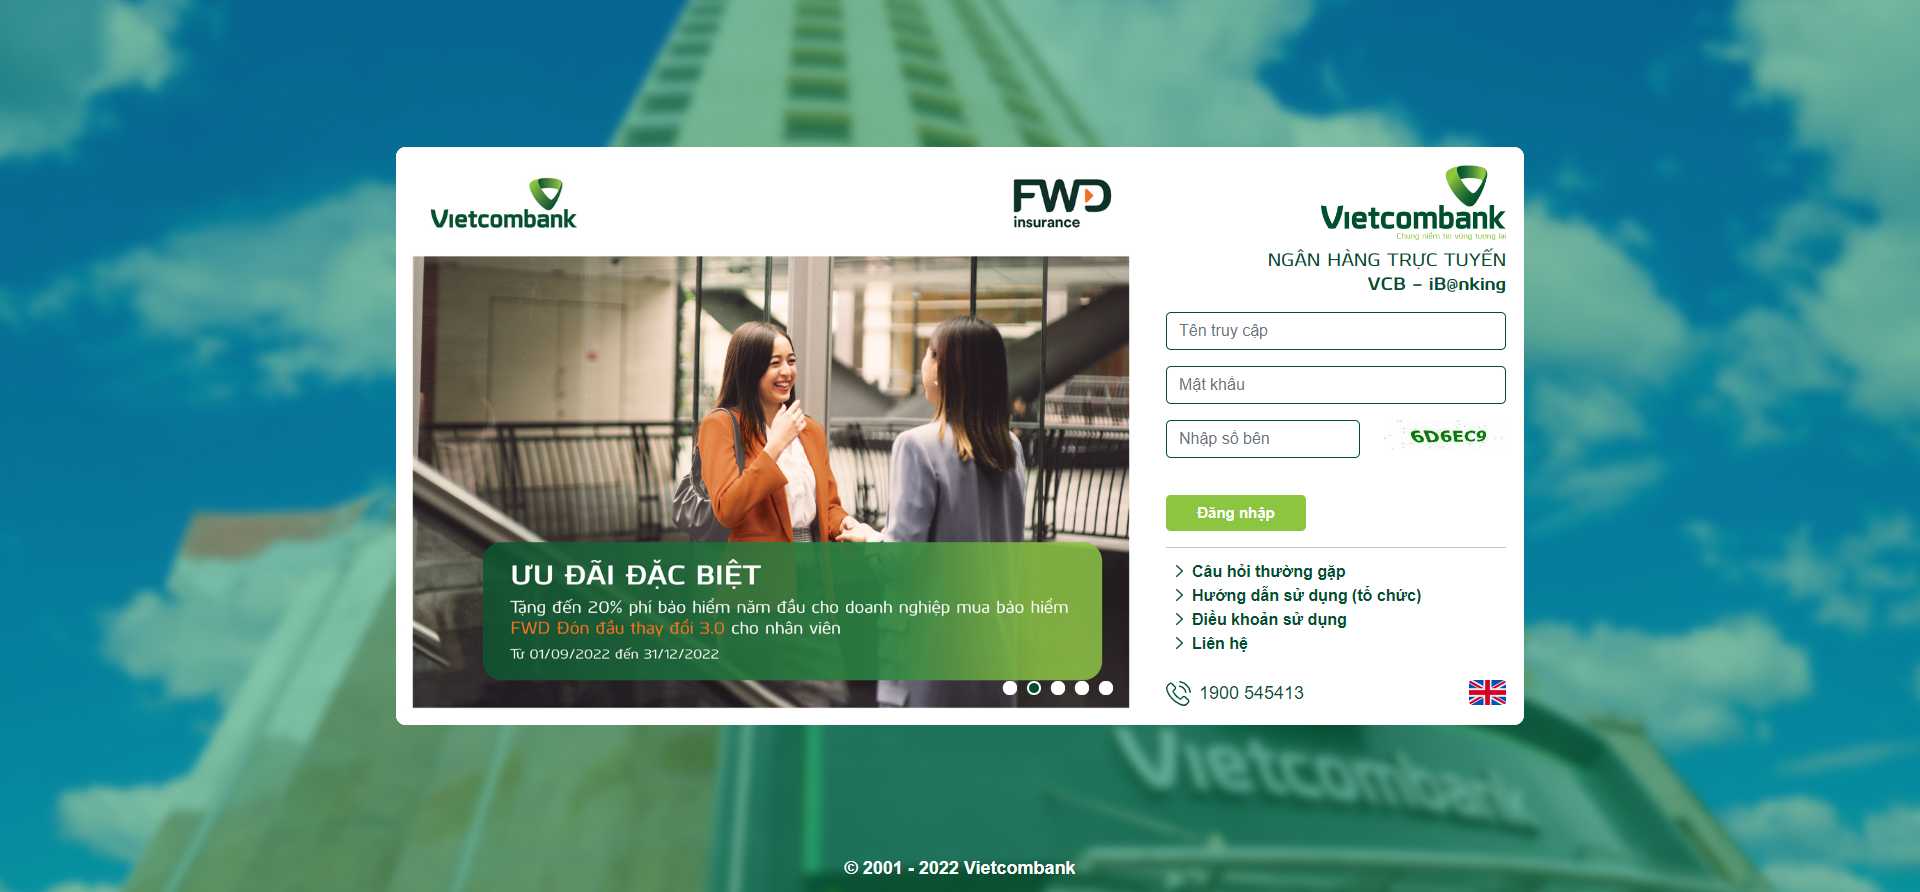 Vietcombank
FWD
insurance
ƯU ĐÃI ĐẶC BIỆT
Tặng đến 20% phí bảo hiểm năm đầu cho doanh nghiệp mua bảo hiểm
FWD Đón đầu thay đổi 3.0 cho nhân viên
Từ 01/09/2022 đến 31/12/2022
Vietcombank
Chung niềm tin vững tương lai
NGÂN HÀNG TRỰC TUYẾN
VCB – iB@nking
Tên truy cập
Mật khẩu
Nhập số bên
6D6EC9
Đăng nhập
Câu hỏi thường gặp
Hướng dẫn sử dụng (tổ chức)
Điều khoản sử dụng
Liên hệ
1900 545413
Vietcombank
© 2001 - 2022 Vietcombank